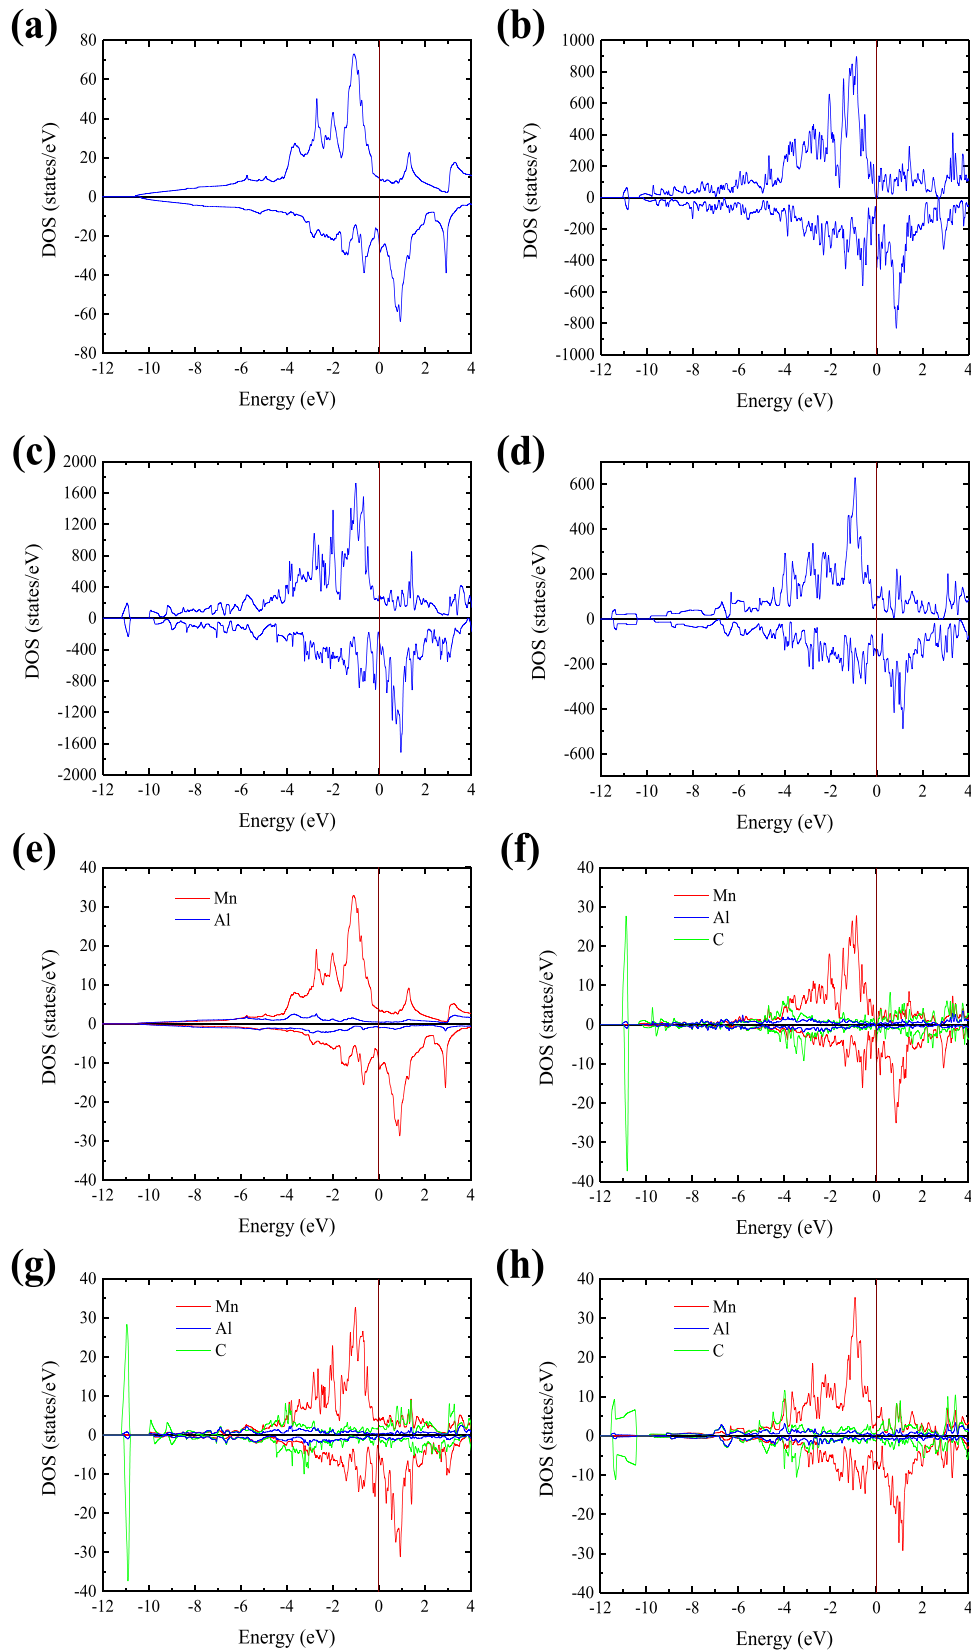 (a)
80
60
40
20
0
-20
-40
-60
-80
DOS (states/eV)
-12 -10 -8 -6 -4 -2 0 2 4
Energy (eV)
(b)
1000
800
600
400
200
0
-200
-400
-600
-800
-1000
DOS (states/eV)
-12 -10 -8 -6 -4 -2 0 2 4
Energy (eV)
(c)
2000
1600
1200
800
400
0
-400
-800
-1200
-1600
-2000
DOS (states/eV)
-12 -10 -8 -6 -4 -2 0 2 4
Energy (eV)
(d)
600
400
200
0
-200
-400
-600
DOS (states/eV)
-12 -10 -8 -6 -4 -2 0 2 4
Energy (eV)
(e)
40
30
20
10
0
-10
-20
-30
-40
DOS (states/eV)
Mn
Al
-12 -10 -8 -6 -4 -2 0 2 4
Energy (eV)
(f)
40
30
20
10
0
-10
-20
-30
-40
DOS (states/eV)
Mn
Al
C
-12 -10 -8 -6 -4 -2 0 2 4
Energy (eV)
(g)
40
30
20
10
0
-10
-20
-30
-40
DOS (states/eV)
Mn
Al
C
-12 -10 -8 -6 -4 -2 0 2 4
Energy (eV)
(h)
40
30
20
10
0
-10
-20
-30
-40
DOS (states/eV)
Mn
Al
C
-12 -10 -8 -6 -4 -2 0 2 4
Energy (eV)